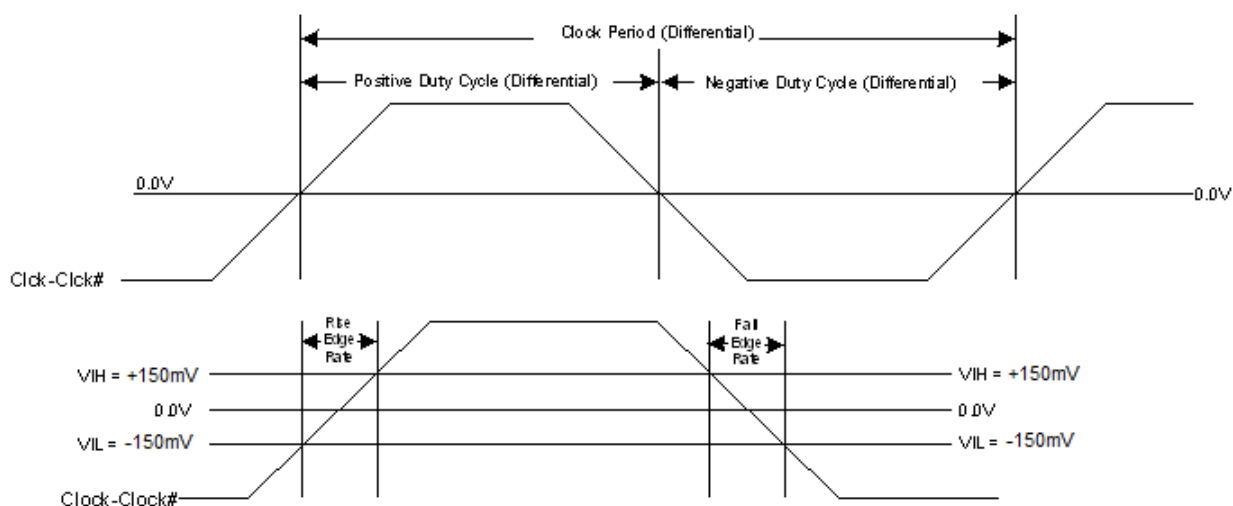 Clock Period (Differential)
Positive Duty Cycle (Differential)
Negative Duty Cycle (Differential)
0.0V
0.0V
Clck-Clck#
Rise
Edge
Rate
Fall
Edge
Rate
VIH = +150mV
VIH = +150mV
0.0V
0.0V
VIL = -150mV
VIL = -150mV
Clock-Clock#